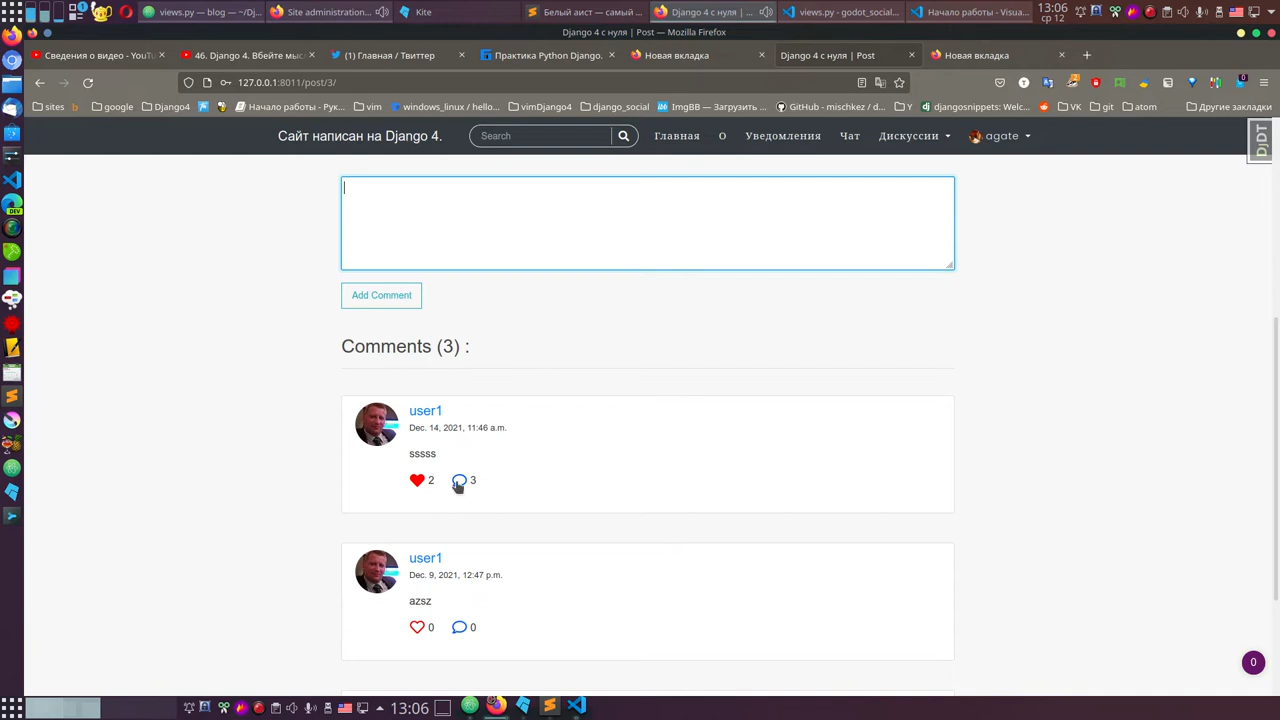 views.py — blog — ~/Dj...
Site administration...
Kite
Белый аист — самый ...
Django 4 с нуля | ...
views.py - godot_social...
Начало работы - Visua...
13:06
ср 12
Django 4 с нуля | Post — Mozilla Firefox
Сведения о видео - YouTu
46. Django 4. Вбейте мыс
(1) Главная / Твиттер
Практика Python Django.
Новая вкладка
Django 4 с нуля | Post
Новая вкладка
127.0.0.1:8011/post/3/
sites
google
Django4
Начало работы - Рук...
vim
windows_linux / hello...
vimDjango4
django_social
ImgBB — Загрузить ...
GitHub - mischkez / d...
djangosnippets: Welc...
VK
git
atom
Другие закладки
Сайт написан на Django 4.
Search
Главная
О
Уведомления
Чат
Дискуссии
agate
DjDT
Add Comment
Comments (3) :
user1
Dec. 14, 2021, 11:46 a.m.
sssss
2
3
user1
Dec. 9, 2021, 12:47 p.m.
azsz
0
0
0
DEV
13:06